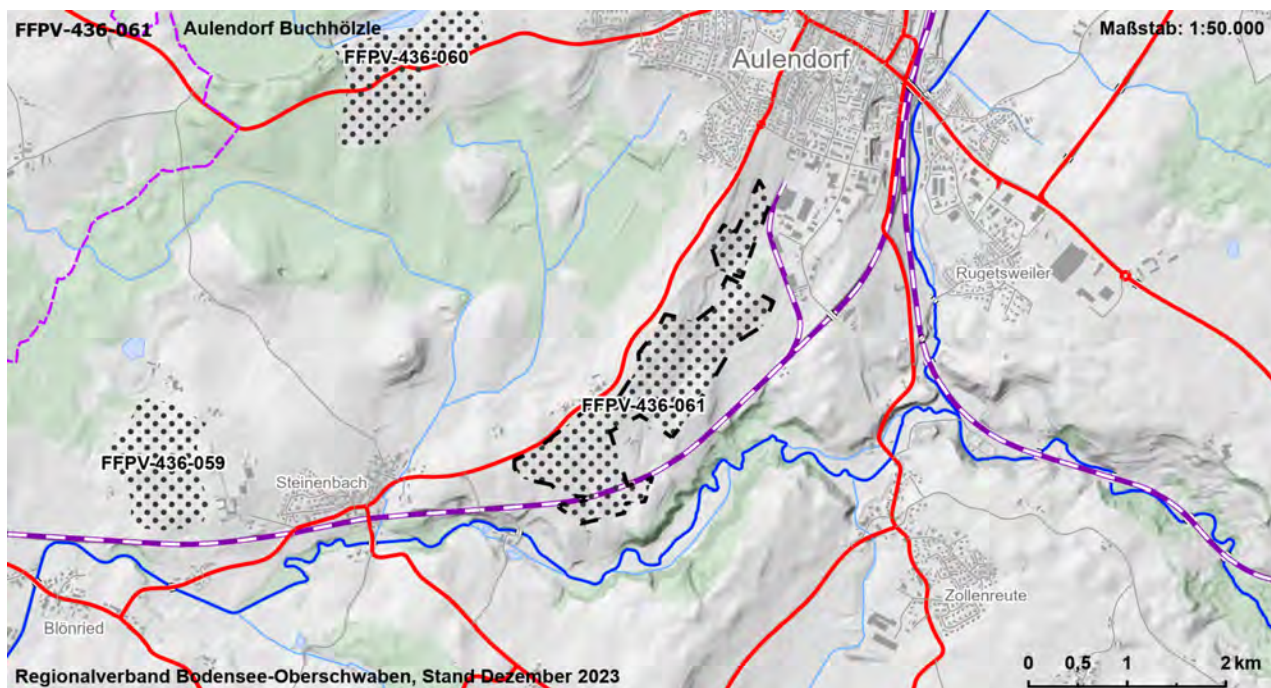 FFPV-436-061 Aulendorf Buchhölzle Maßstab: 1:50.000
FFPV-436-060
Aulendorf
Rugetsweiler
FFPV-436-061
FFPV-436-059
Steinenbach
Zollenreute
Blönried
0 0,5 1 2 km
Regionalverband Bodensee-Oberschwaben, Stand Dezember 2023